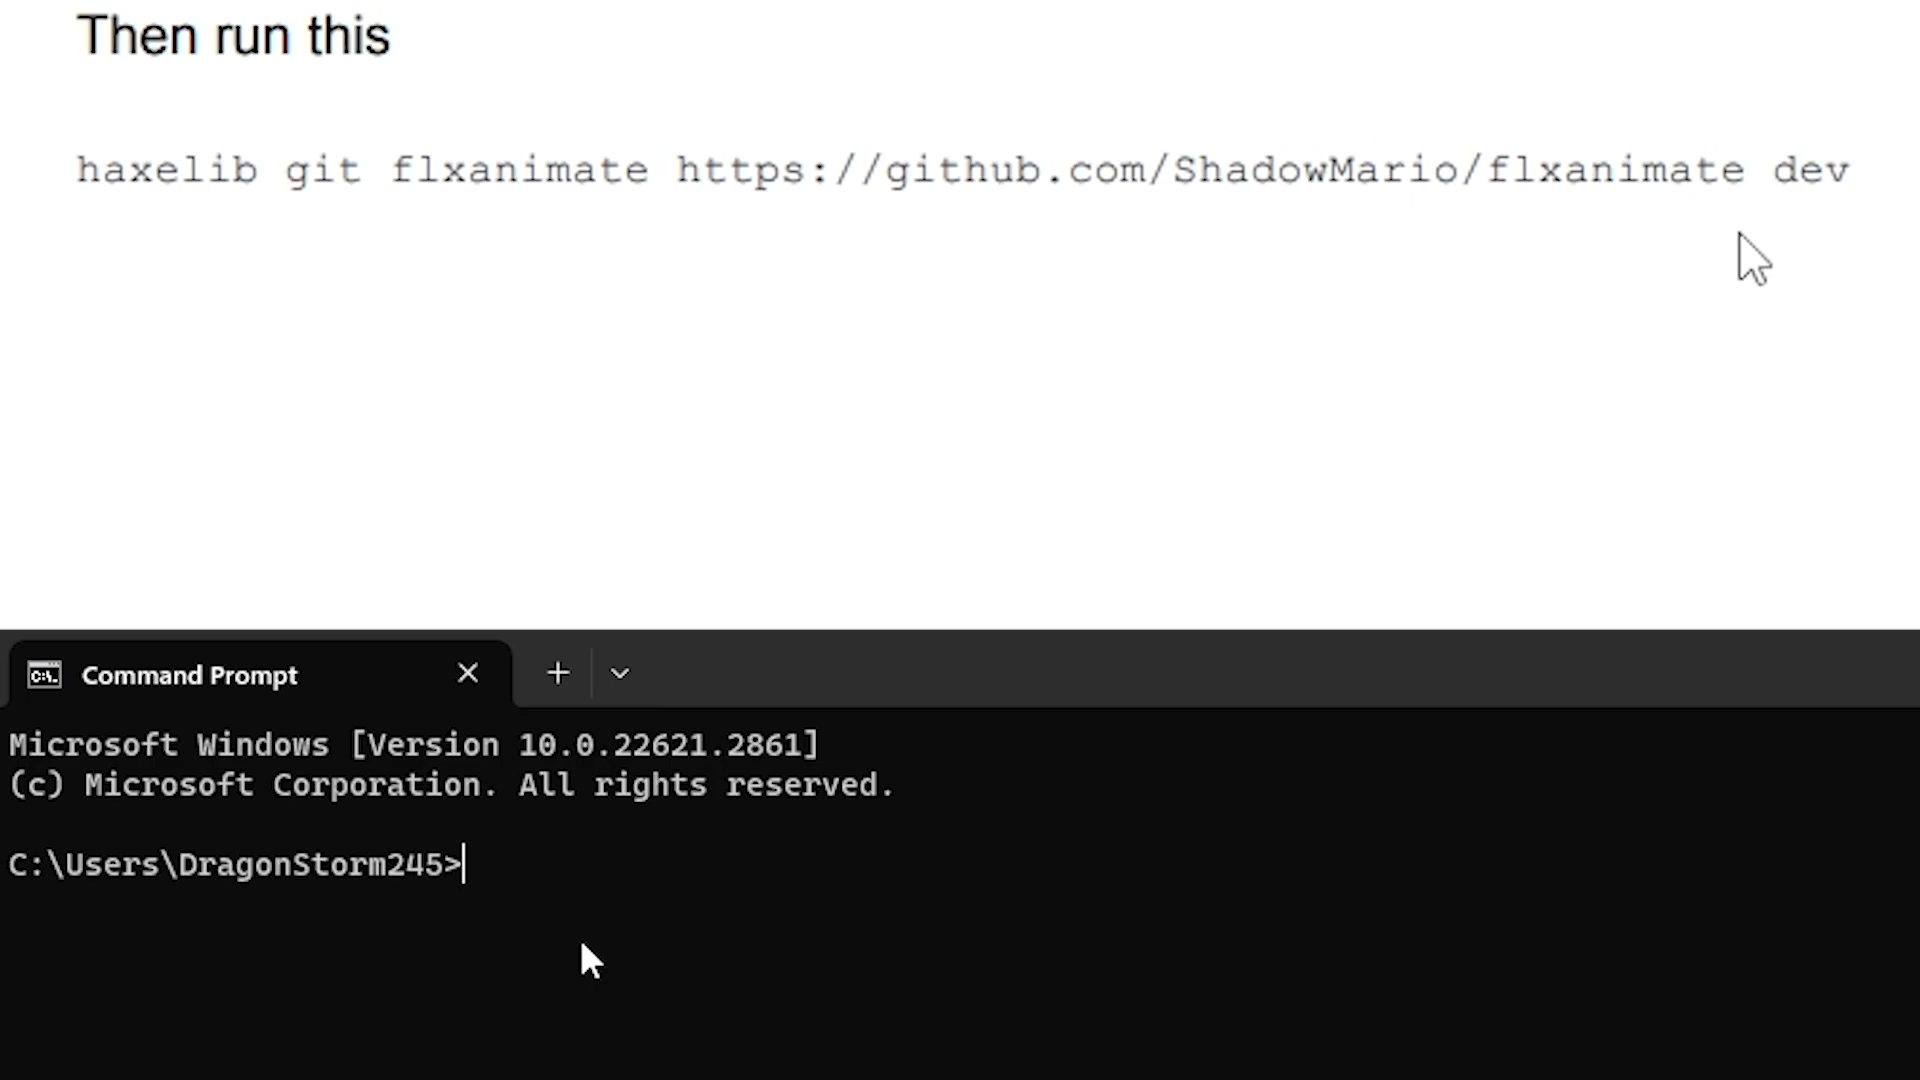 Then run this
haxelib git flxanimate https://github.com/ShadowMario/flxanimate dev
Command Prompt
Microsoft Windows [Version 10.0.22621.2861]
(c) Microsoft Corporation. All rights reserved.
C:\Users\DragonStorm245>